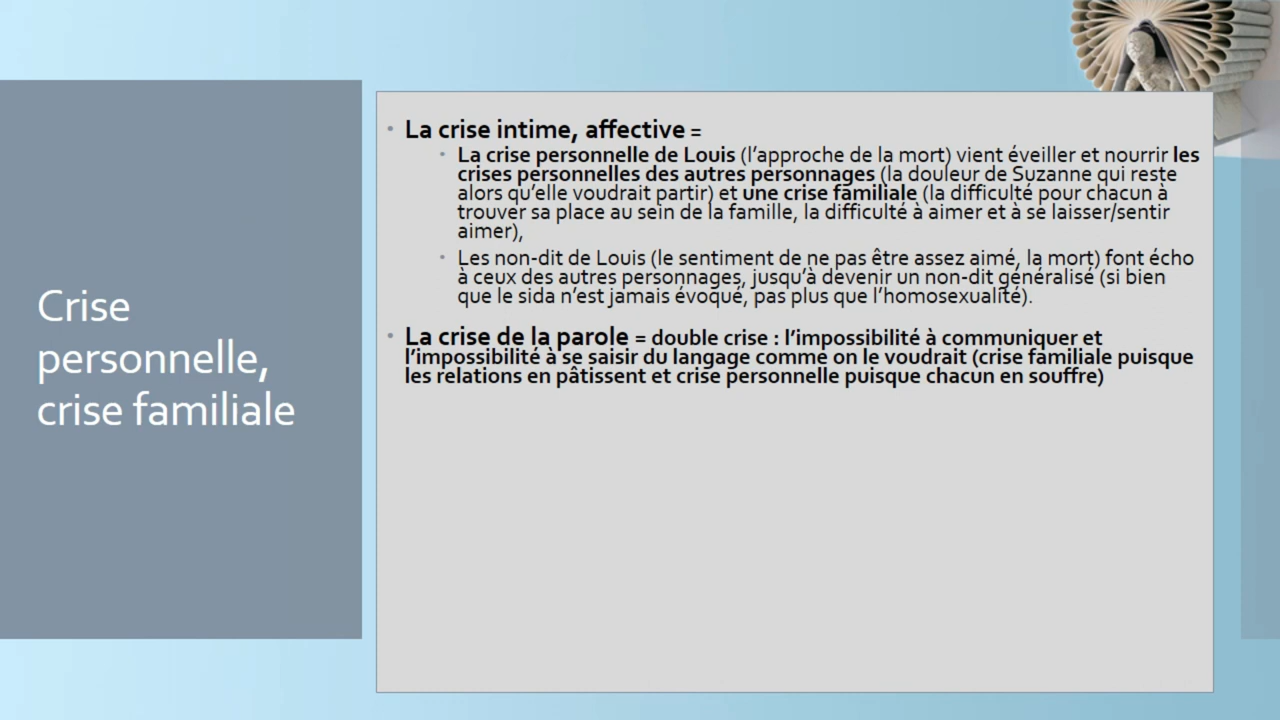 Crise
personnelle,
crise familiale
• La crise intime, affective =
• La crise personnelle de Louis (l’approche de la mort) vient éveiller et nourrir les
crises personnelles des autres personnages (la douleur de Suzanne qui reste
alors qu’elle voudrait partir) et une crise familiale (la difficulté pour chacun à
trouver sa place au sein de la famille, la difficulté à aimer et à se laisser/sentir
aimer),
• Les non-dit de Louis (le sentiment de ne pas être assez aimé, la mort) font écho
à ceux des autres personnages, jusqu’à devenir un non-dit généralisé (si bien
que le sida n’est jamais évoqué, pas plus que l’homosexualité).
• La crise de la parole = double crise : l’impossibilité à communiquer et
l’impossibilité à se saisir du langage comme on le voudrait (crise familiale puisque
les relations en pâtissent et crise personnelle puisque chacun en souffre)